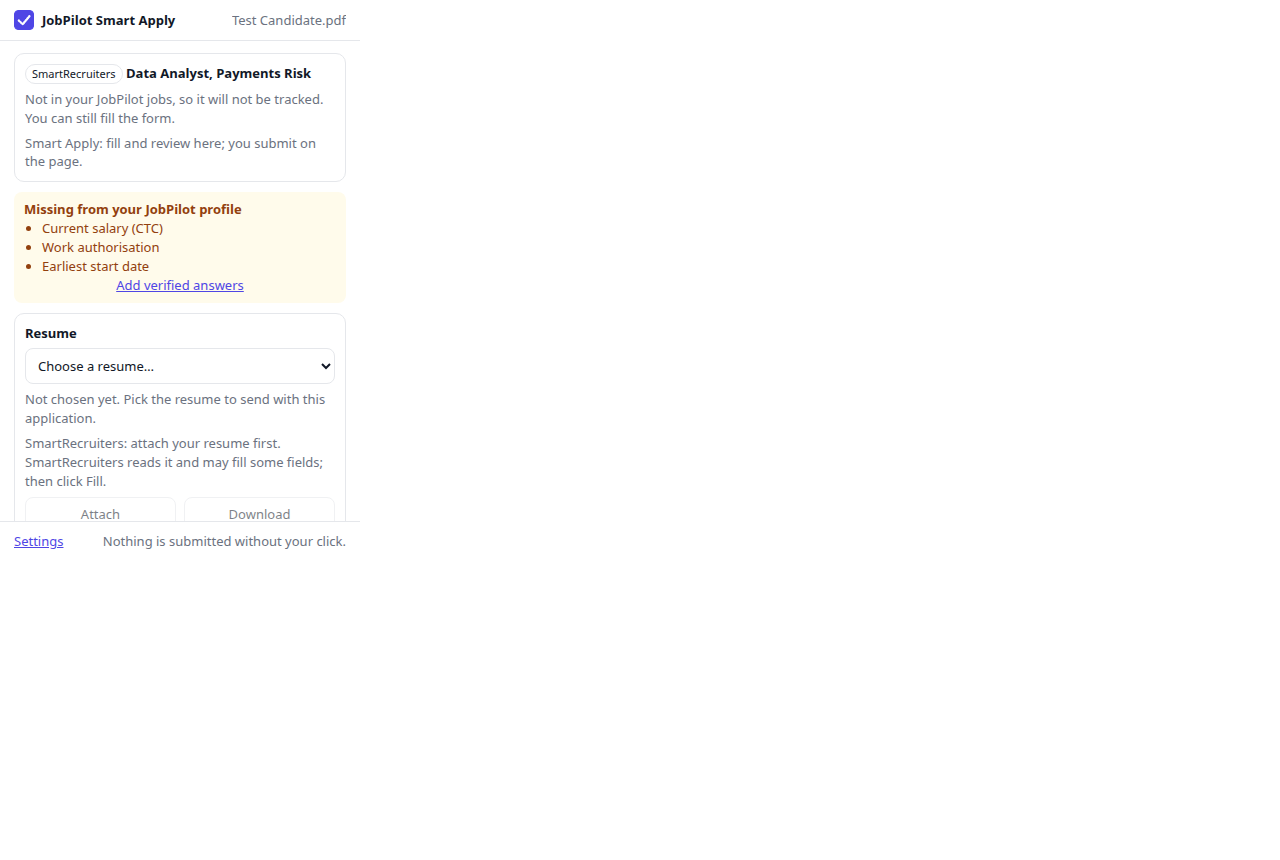 JobPilot Smart Apply
Test Candidate.pdf
SmartRecruiters Data Analyst, Payments Risk
Not in your JobPilot jobs, so it will not be tracked.
You can still fill the form.
Smart Apply: fill and review here; you submit on
the page.
Missing from your JobPilot profile
Current salary (CTC)
Work authorisation
Earliest start date
Add verified answers
Resume
Choose a resume...
Not chosen yet. Pick the resume to send with this
application.
SmartRecruiters: attach your resume first.
SmartRecruiters reads it and may fill some fields;
then click Fill.
Attach
Download
Settings
Nothing is submitted without your click.